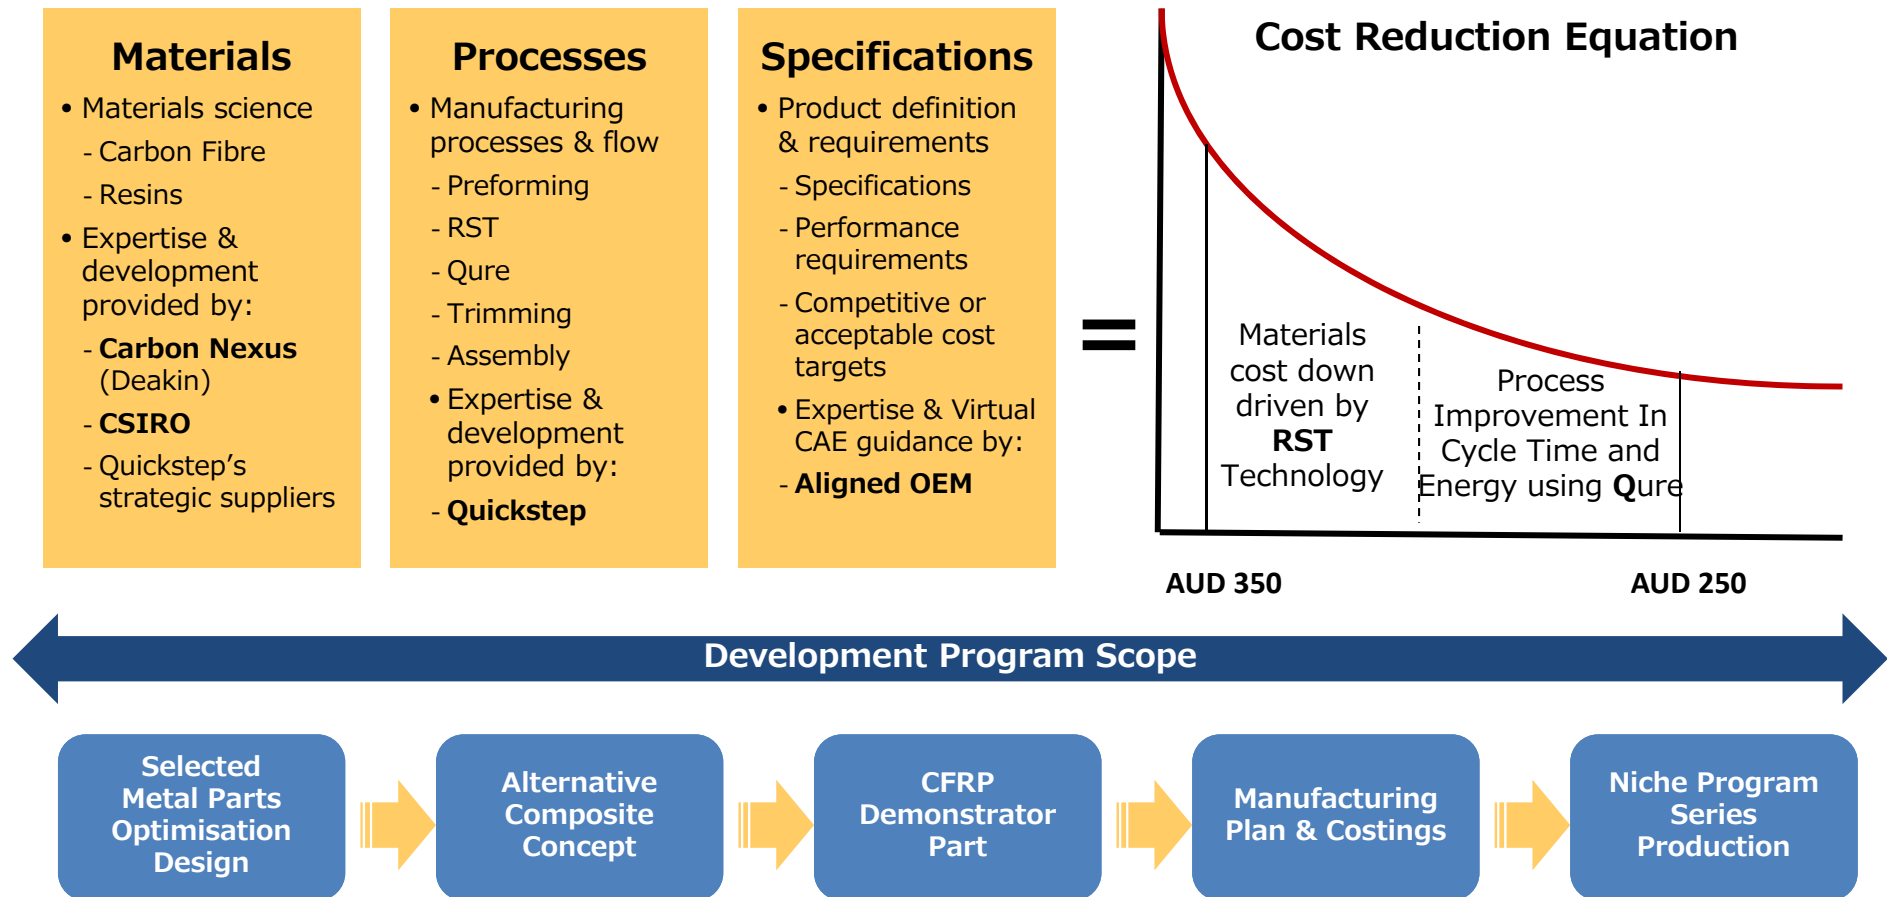 Materials
• Materials science
- Carbon Fibre
- Resins
• Expertise &
development
provided by:
- Carbon Nexus
(Deakin)
- CSIRO
- Quickstep’s
strategic suppliers
Processes
• Manufacturing
processes & flow
- Preforming
- RST
- Qure
- Trimming
- Assembly
• Expertise &
development
provided by:
- Quickstep
Specifications
• Product definition
& requirements
- Specifications
- Performance
requirements
- Competitive or
acceptable cost
targets
• Expertise & Virtual
CAE guidance by:
- Aligned OEM
=
Cost Reduction Equation
Materials
cost down
driven by
RST
Technology
Process
Improvement In
Cycle Time and
Energy using Qure
AUD 350
AUD 250
Development Program Scope
Selected
Metal Parts
Optimisation
Design
Alternative
Composite
Concept
CFRP
Demonstrator
Part
Manufacturing
Plan & Costings
Niche Program
Series
Production